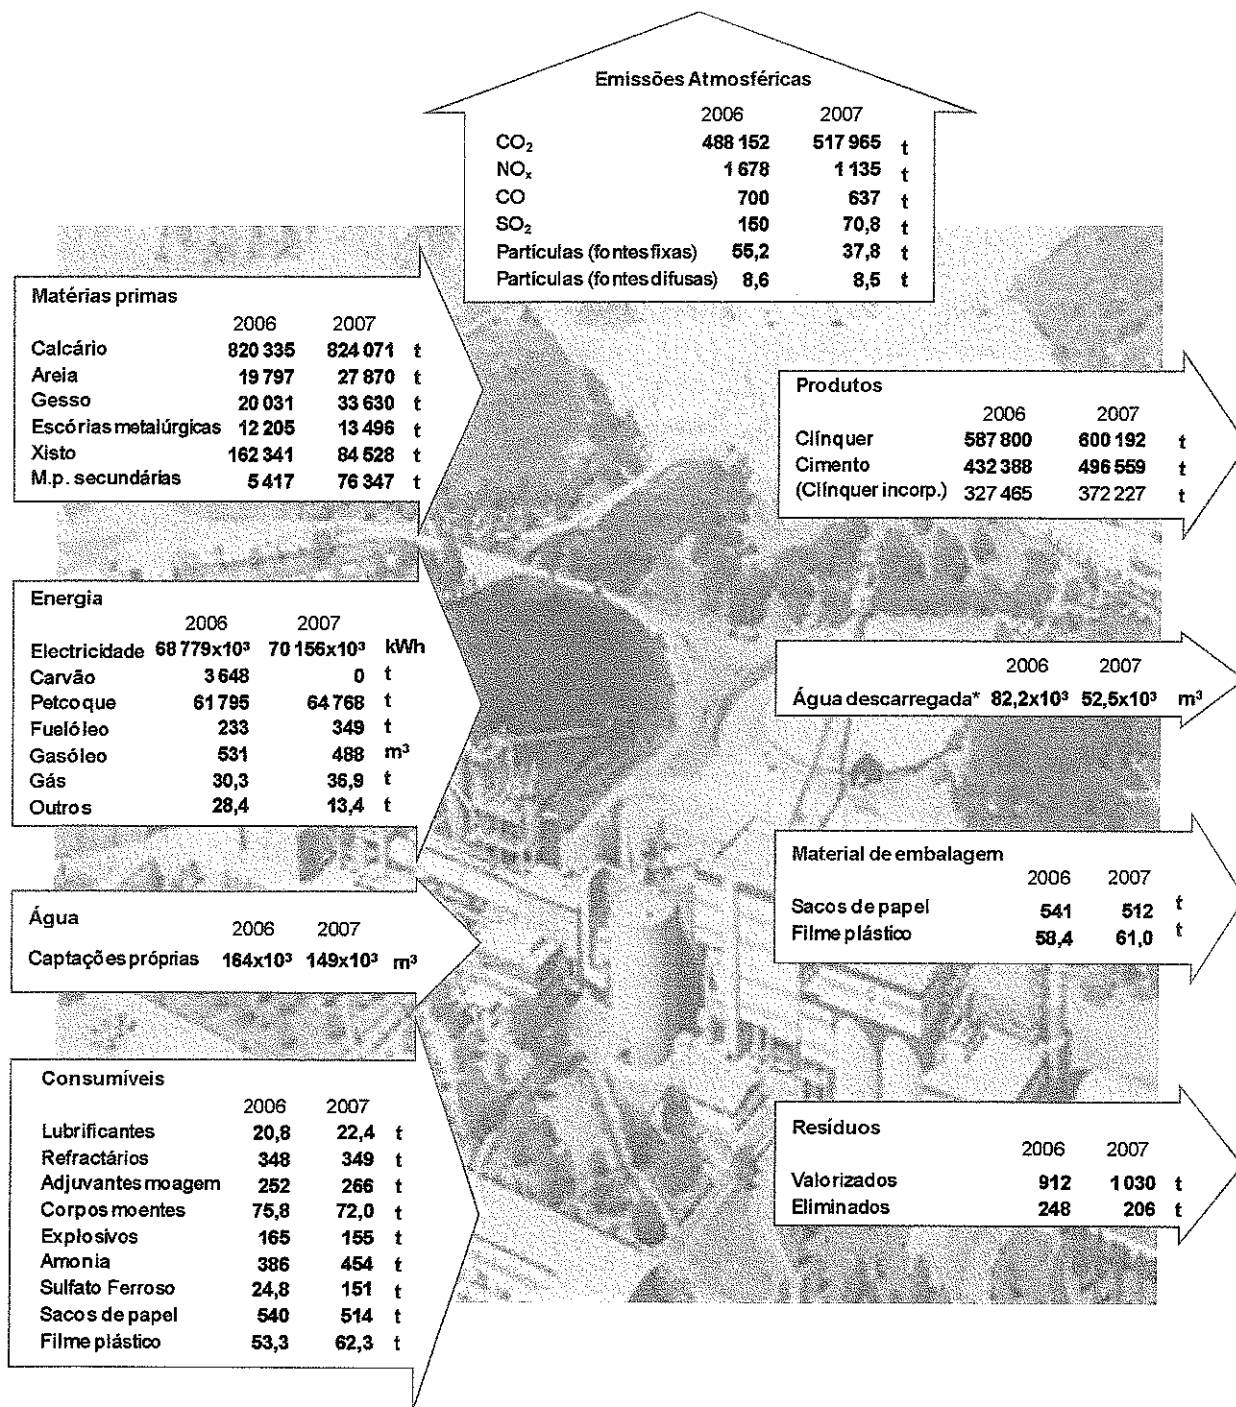 Emissões Atmosféricas
2006 2007
CO₂ 488 152 517 965 t
NOₓ 1 678 1 135 t
CO 700 637 t
SO₂ 150 70,8 t
Partículas (fontes fixas) 55,2 37,8 t
Partículas (fontes difusas) 8,6 8,5 t
Matérias primas
2006 2007
Calcário 820 335 824 071 t
Areia 19 797 27 870 t
Gesso 20 031 33 630 t
Escórias metalúrgicas 12 205 13 496 t
Xisto 162 341 84 528 t
M.p. secundárias 5 417 76 347 t
Produtos
2006 2007
Clínquer 587 800 600 192 t
Cimento 432 388 496 559 t
(Clínquer incorp.) 327 465 372 227 t
Energia
2006 2007
Electricidade 68 779x10³ 70 156x10³ kWh
Carvão 3 648 0 t
Petcoque 61 795 64 768 t
Fuelóleo 233 349 t
Gasóleo 531 488 m³
Gás 30,3 36,9 t
Outros 28,4 13,4 t
2006 2007
Água descarregada* 82,2x10³ 52,5x10³ m³
Material de embalagem
2006 2007
Sacos de papel 541 512 t
Filme plástico 58,4 61,0 t
Água
2006 2007
Captações próprias 164x10³ 149x10³ m³
Consumíveis
2006 2007
Lubrificantes 20,8 22,4 t
Refractários 348 349 t
Adjuvantes moagem 252 266 t
Corpos moentes 75,8 72,0 t
Explosivos 165 155 t
Amonia 386 454 t
Sulfato Ferroso 24,8 151 t
Sacos de papel 540 514 t
Filme plástico 53,3 62,3 t
Resíduos
2006 2007
Valorizados 912 1 030 t
Eliminados 248 206 t